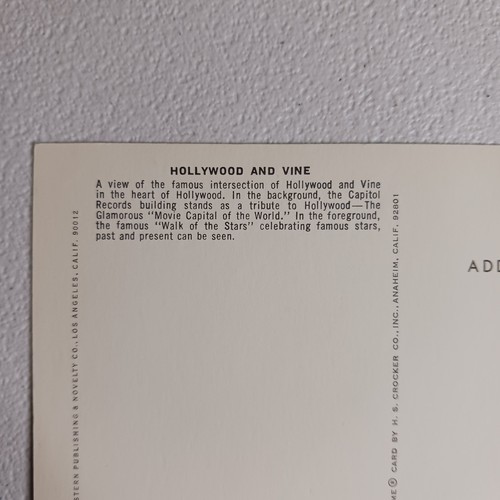 HOLLYWOOD AND VINE
A view of the famous intersection of Hollywood and Vine
in the heart of Hollywood. In the background, the Capitol
Records building stands as a tribute to Hollywood—The
Glamorous "Movie Capital of the World." In the foreground,
the famous "Walk of the Stars" celebrating famous stars,
past and present can be seen.
STERN PUBLISHING & NOVELTY CO., LOS ANGELES, CALIF. 90012
ME® CARD BY H. S. CROCKER CO., INC., ANAHEIM, CALIF. 92801
ADD